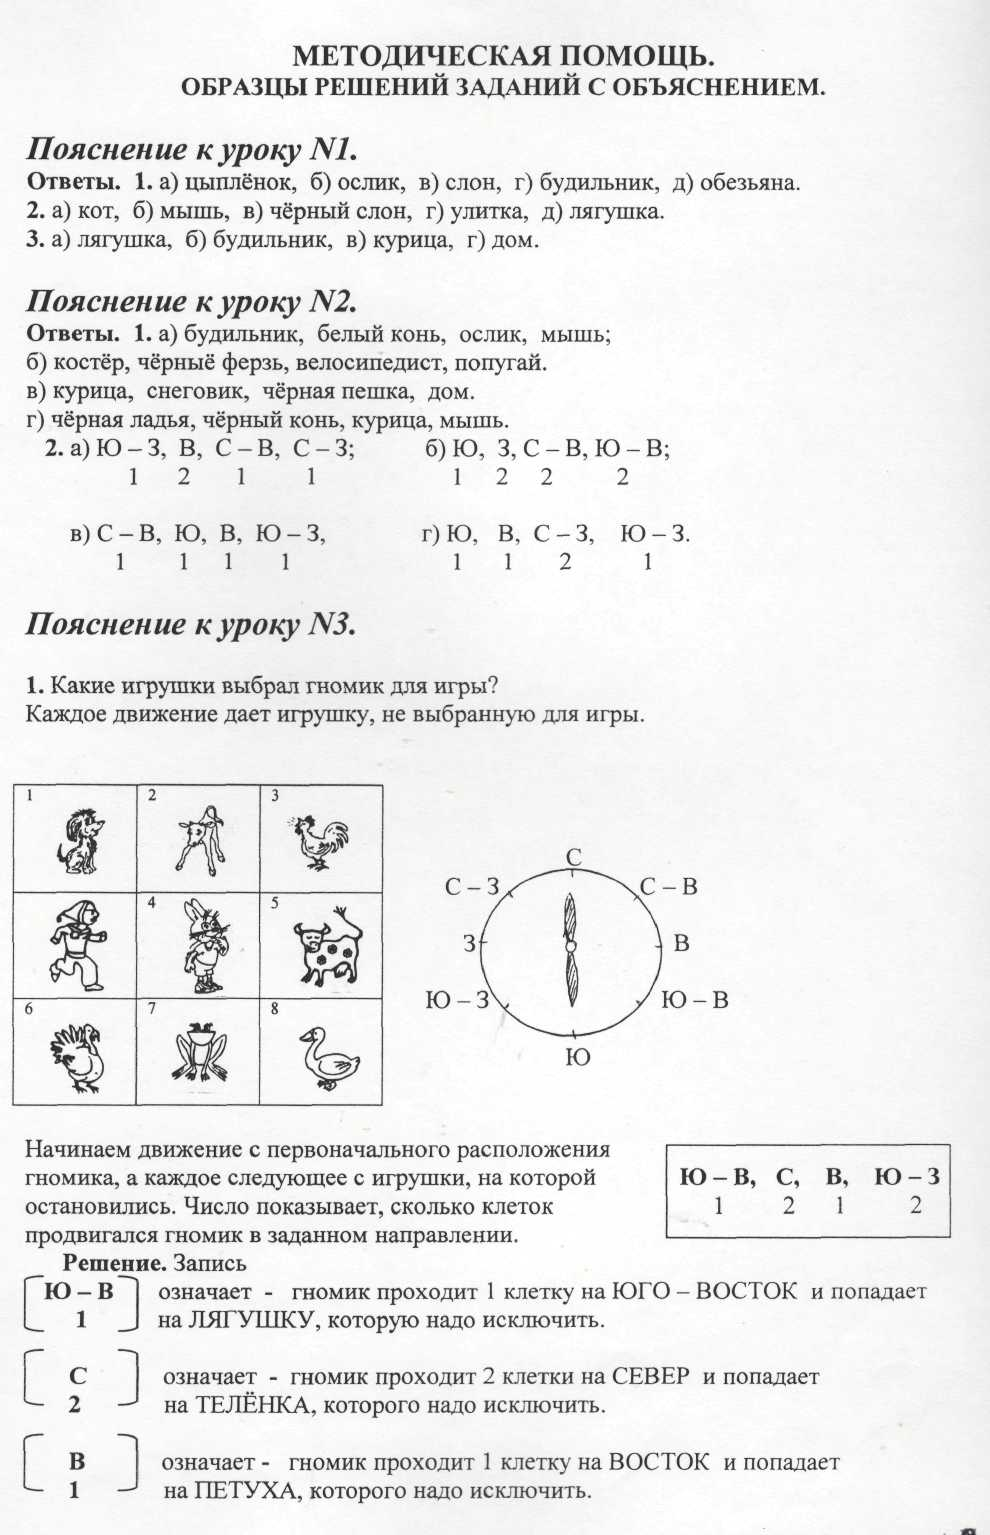 МЕТОДИЧЕСКАЯ ПОМОЩЬ.
ОБРАЗЦЫ РЕШЕНИЙ ЗАДАНИЙ С ОБЪЯСНЕНИЕМ.
Пояснение к уроку N1.
Ответы. 1. а) цыплёнок, б) ослик, в) слон, г) будильник, д) обезьяна.
2. а) кот, б) мышь, в) чёрный слон, г) улитка, д) лягушка.
3. а) лягушка, б) будильник, в) курица, г) дом.
Пояснение к уроку N2.
Ответы. 1. а) будильник, белый конь, ослик, мышь;
б) костёр, чёрныё ферзь, велосипедист, попугай.
в) курица, снеговик, чёрная пешка, дом.
г) чёрная ладья, чёрный конь, курица, мышь.
2. а) Ю – З, В, С – В, С – З; б) Ю, З, С – В, Ю – В;
1 2 1 1 1 2 2 2
в) С – В, Ю, В, Ю – З, г) Ю, В, С – З, Ю – З.
1 1 1 1 1 1 2 1
Пояснение к уроку N3.
1. Какие игрушки выбрал гномик для игры?
Каждое движение дает игрушку, не выбранную для игры.
1 2 3
4 5
6 7 8
С
С – З С – В
З В
Ю – З Ю – В
Ю
Начинаем движение с первоначального расположения
гномика, а каждое следующее с игрушки, на которой
остановились. Число показывает, сколько клеток
продвигался гномик в заданном направлении.
Ю – В, С, В, Ю – З
1 2 1 2
Решение. Запись
Ю – В означает - гномик проходит 1 клетку на ЮГО – ВОСТОК и попадает
1 на ЛЯГУШКУ, которую надо исключить.
С означает - гномик проходит 2 клетки на СЕВЕР и попадает
2 на ТЕЛЁНКА, которого надо исключить.
В означает - гномик проходит 1 клетку на ВОСТОК и попадает
1 на ПЕТУХА, которого надо исключить.